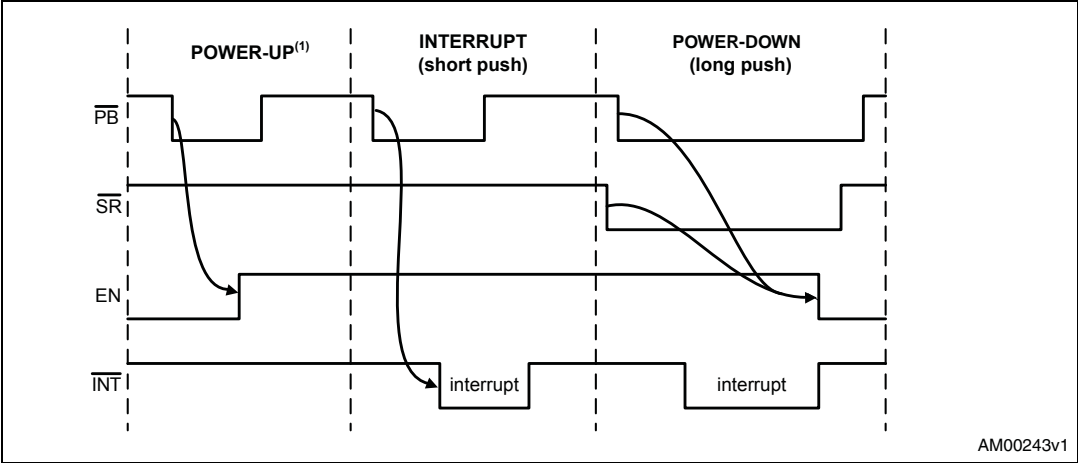 POWER-UP(1)
INTERRUPT
(short push)
POWER-DOWN
(long push)
PB
SR
EN
INT
interrupt
interrupt
AM00243v1